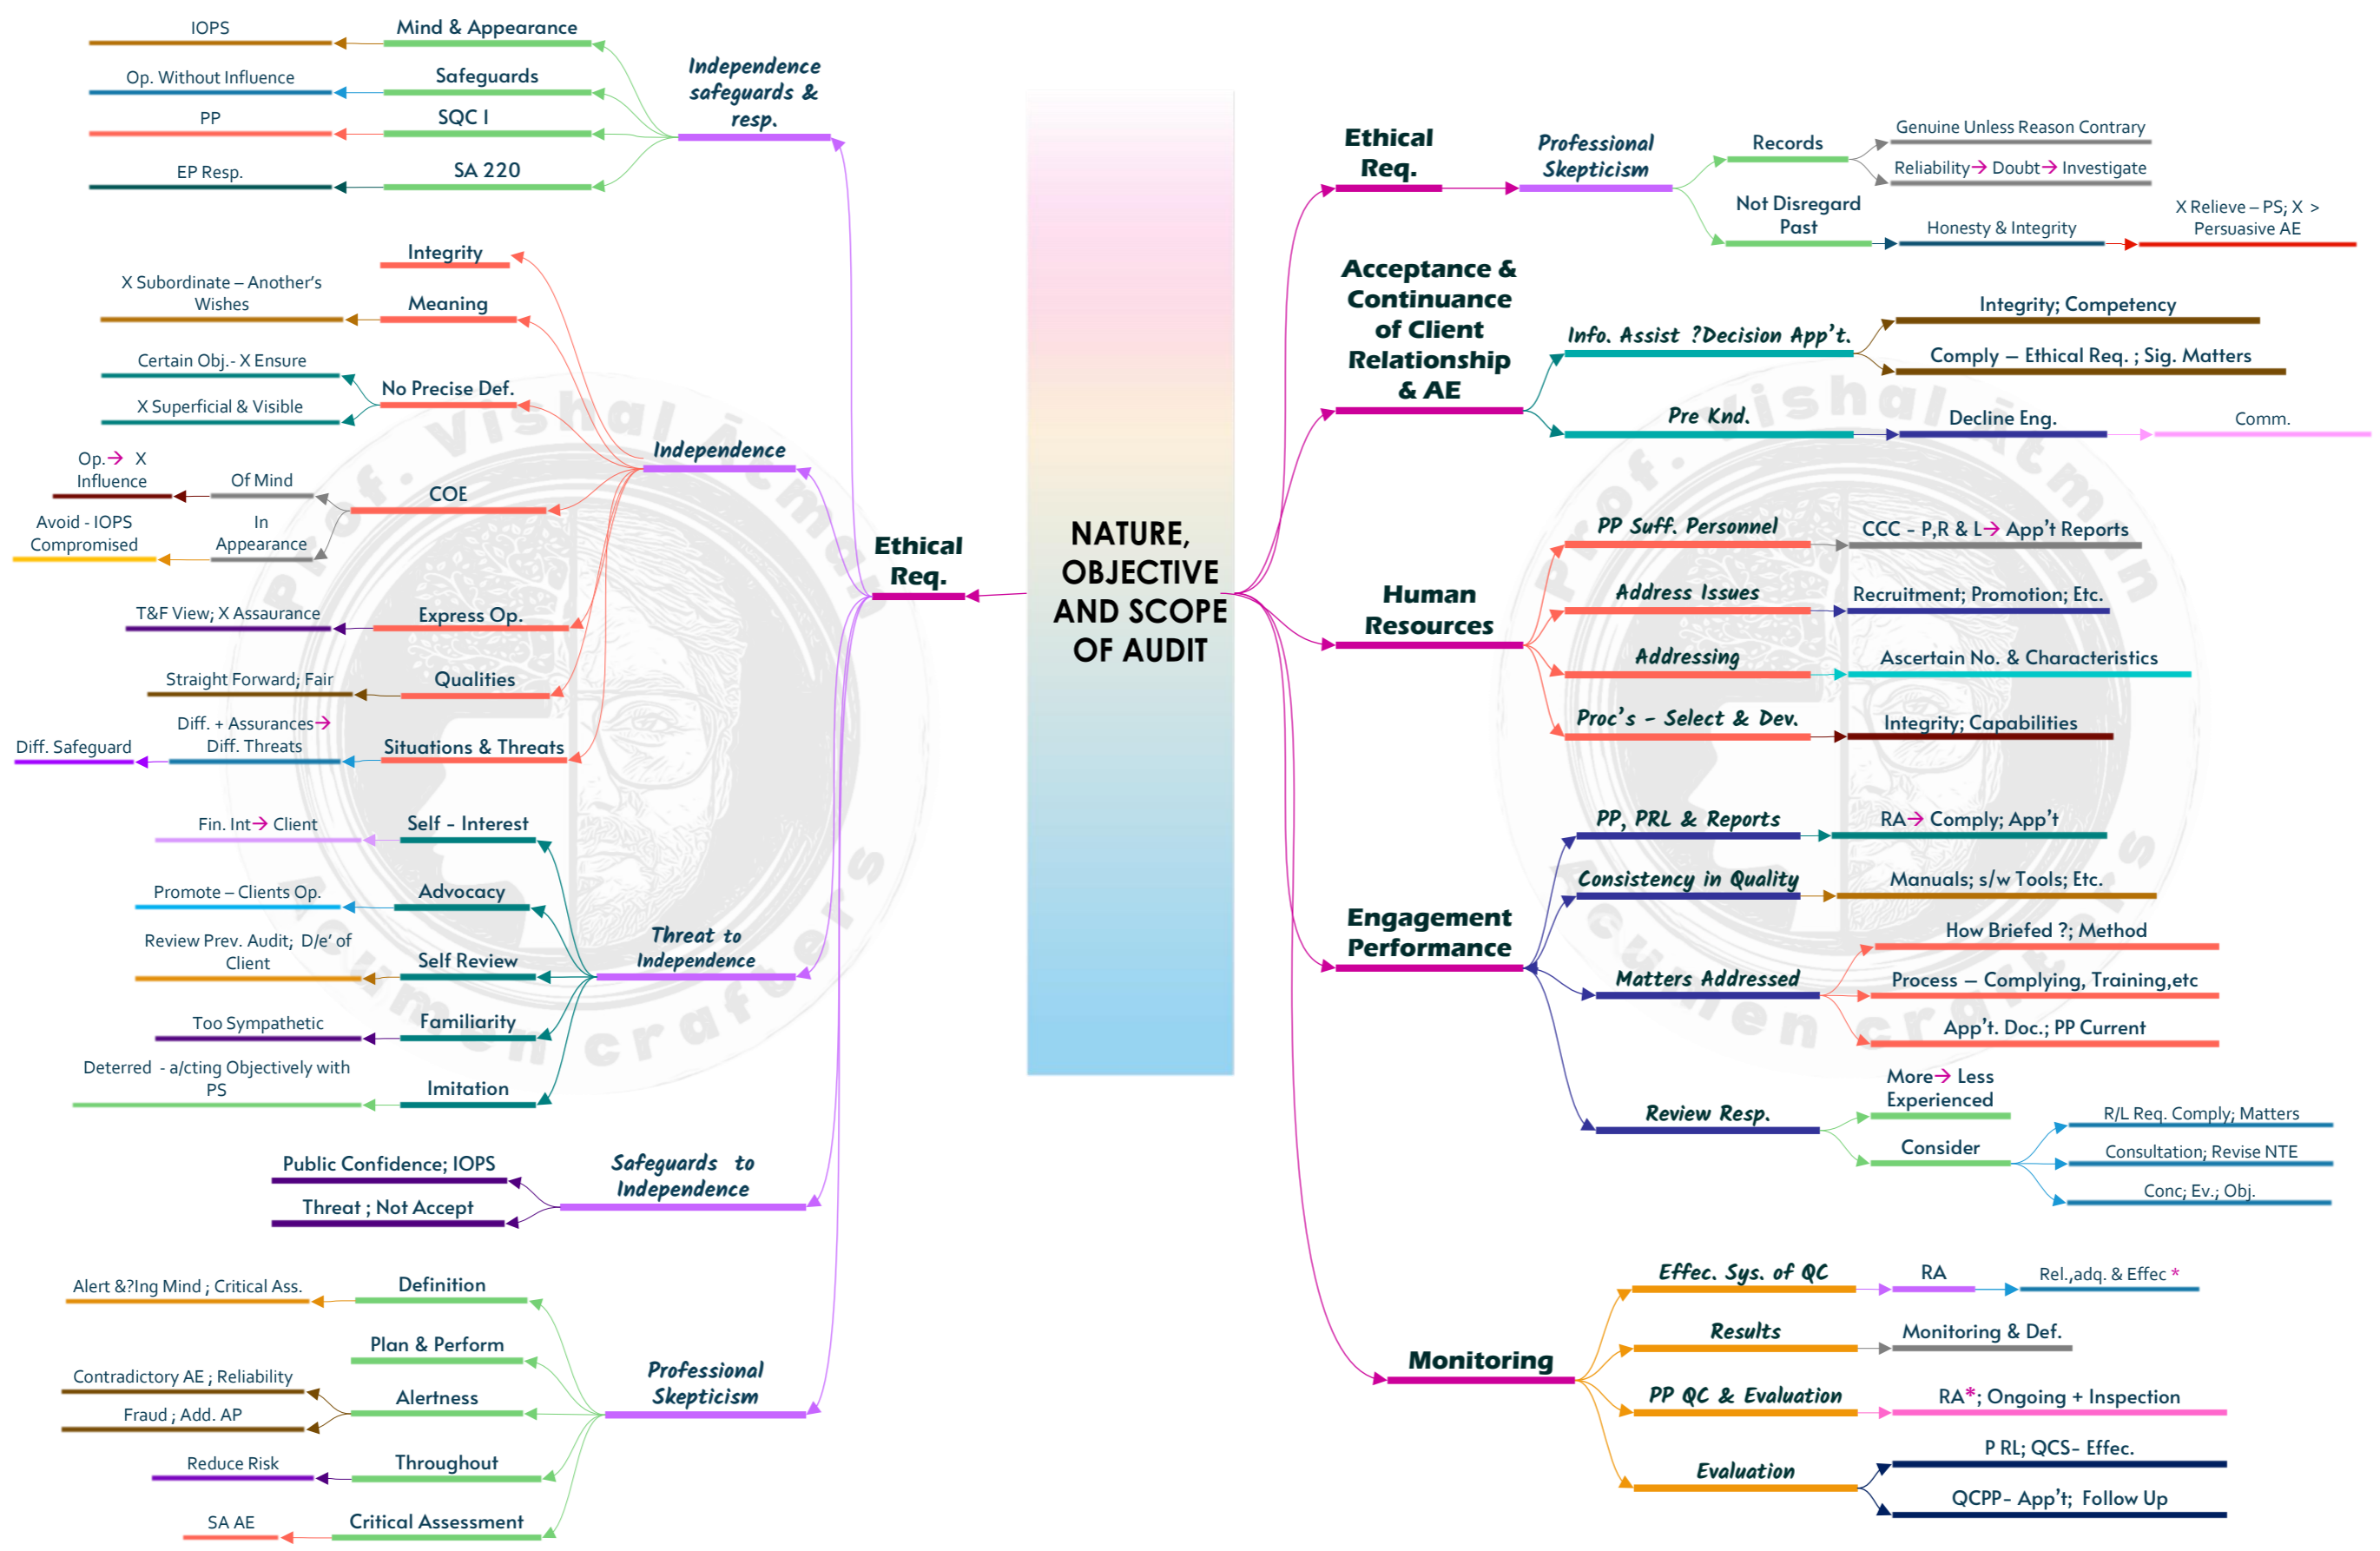 NATURE,
OBJECTIVE
AND SCOPE
OF AUDIT
Ethical
Req.
Independence
safeguards &
resp.
Mind & Appearance
IOPS
Safeguards
Op. Without Influence
SQC 1
PP
SA 220
EP Resp.
Independence
Integrity
Meaning
X Subordinate – Another's
Wishes
No Precise Def.
Certain Obj.- X Ensure
X Superficial & Visible
COE
Of Mind
Op.→ X
Influence
In
Appearance
Avoid - IOPS
Compromised
Express Op.
T&F View; X Assaurance
Qualities
Straight Forward; Fair
Situations & Threats
Diff. + Assurances→
Diff. Threats
Diff. Safeguard
Threat to
Independence
Self - Interest
Fin. Int→ Client
Advocacy
Promote – Clients Op.
Self Review
Review Prev. Audit; D/e' of
Client
Familiarity
Too Sympathetic
Imitation
Deterred - a/cting Objectively with
PS
Safeguards to
Independence
Public Confidence; IOPS
Threat ; Not Accept
Professional
Skepticism
Definition
Alert &?Ing Mind ; Critical Ass.
Plan & Perform
Alertness
Contradictory AE ; Reliability
Fraud ; Add. AP
Throughout
Reduce Risk
Critical Assessment
SA AE
Ethical
Req.
Professional
Skepticism
Records
Genuine Unless Reason Contrary
Reliability→ Doubt→ Investigate
Not Disregard
Past
Honesty & Integrity
X Relieve – PS; X >
Persuasive AE
Acceptance &
Continuance
of Client
Relationship
& AE
Info. Assist ?Decision App't.
Integrity; Competency
Comply – Ethical Req. ; Sig. Matters
Pre Knd.
Decline Eng.
Comm.
Human
Resources
PP Suff. Personnel
CCC - P,R & L→ App't Reports
Address Issues
Recruitment; Promotion; Etc.
Addressing
Ascertain No. & Characteristics
Proc's - Select & Dev.
Integrity; Capabilities
Engagement
Performance
PP, PRL & Reports
RA→ Comply; App't
Consistency in Quality
Manuals; s/w Tools; Etc.
Matters Addressed
How Briefed ?; Method
Process – Complying, Training,etc
App't. Doc.; PP Current
Review Resp.
More→ Less
Experienced
Consider
R/L Req. Comply; Matters
Consultation; Revise NTE
Conc; Ev.; Obj.
Monitoring
Effec. Sys. of QC
RA
Rel.,adq. & Effec *
Results
Monitoring & Def.
PP QC & Evaluation
RA*; Ongoing + Inspection
Evaluation
P RL; QCS- Effec.
QCPP- App't; Follow Up
Prof. Vishal Ātman
Acumen crafters
Prof. Vishal Ātman
Acumen crafters